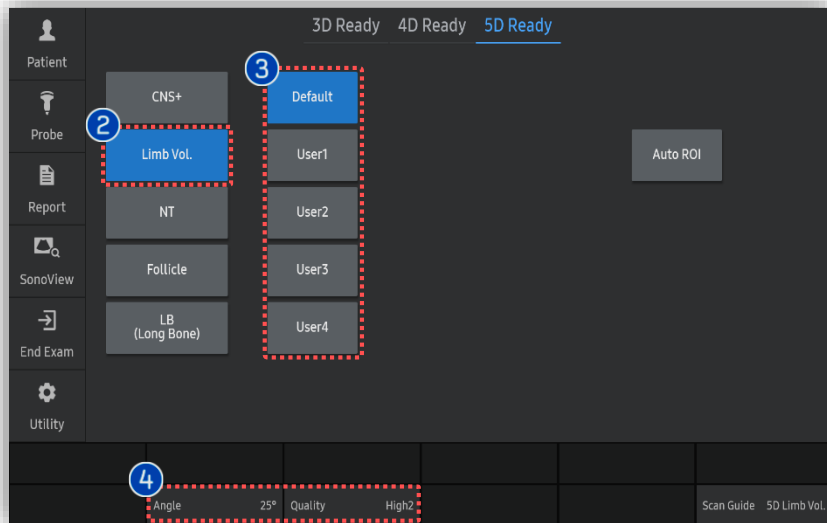 3D Ready 4D Ready 5D Ready
Patient
Probe
Report
SonoView
End Exam
Utility
2
CNS+
Limb Vol.
NT
Follicle
LB
(Long Bone)
3
Default
User1
User2
User3
User4
Auto ROI
4
Angle 25° Quality High2
Scan Guide 5D Limb Vol.